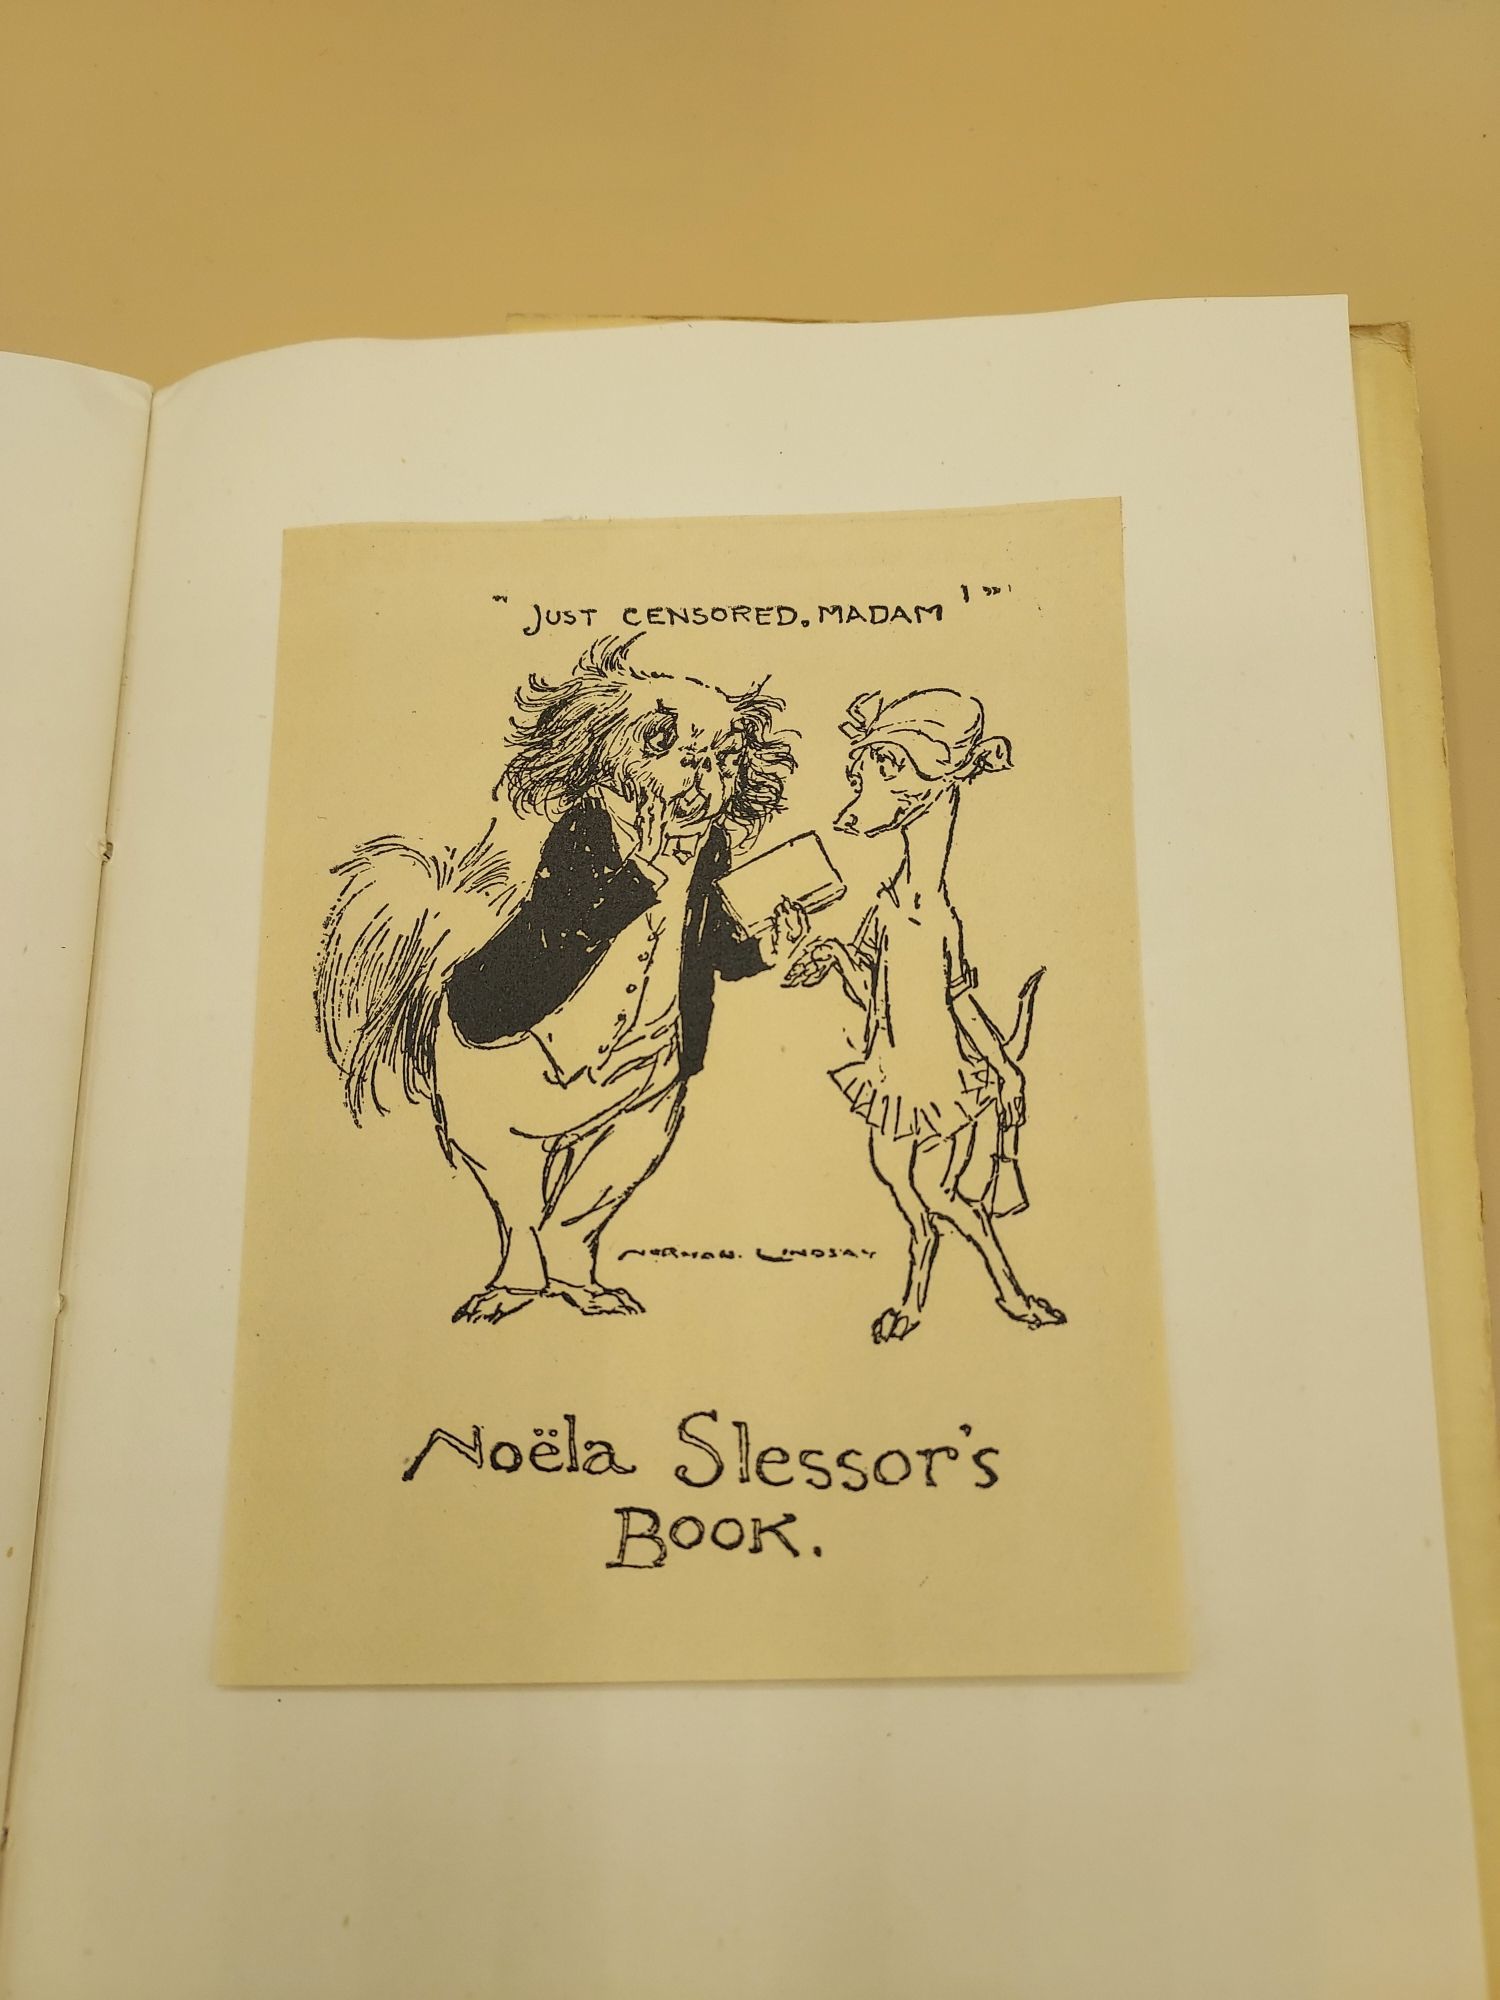 "JUST CENSORED. MADAM!"
NORMAN. LINDSAY
Noëla Slessor's
BOOK.